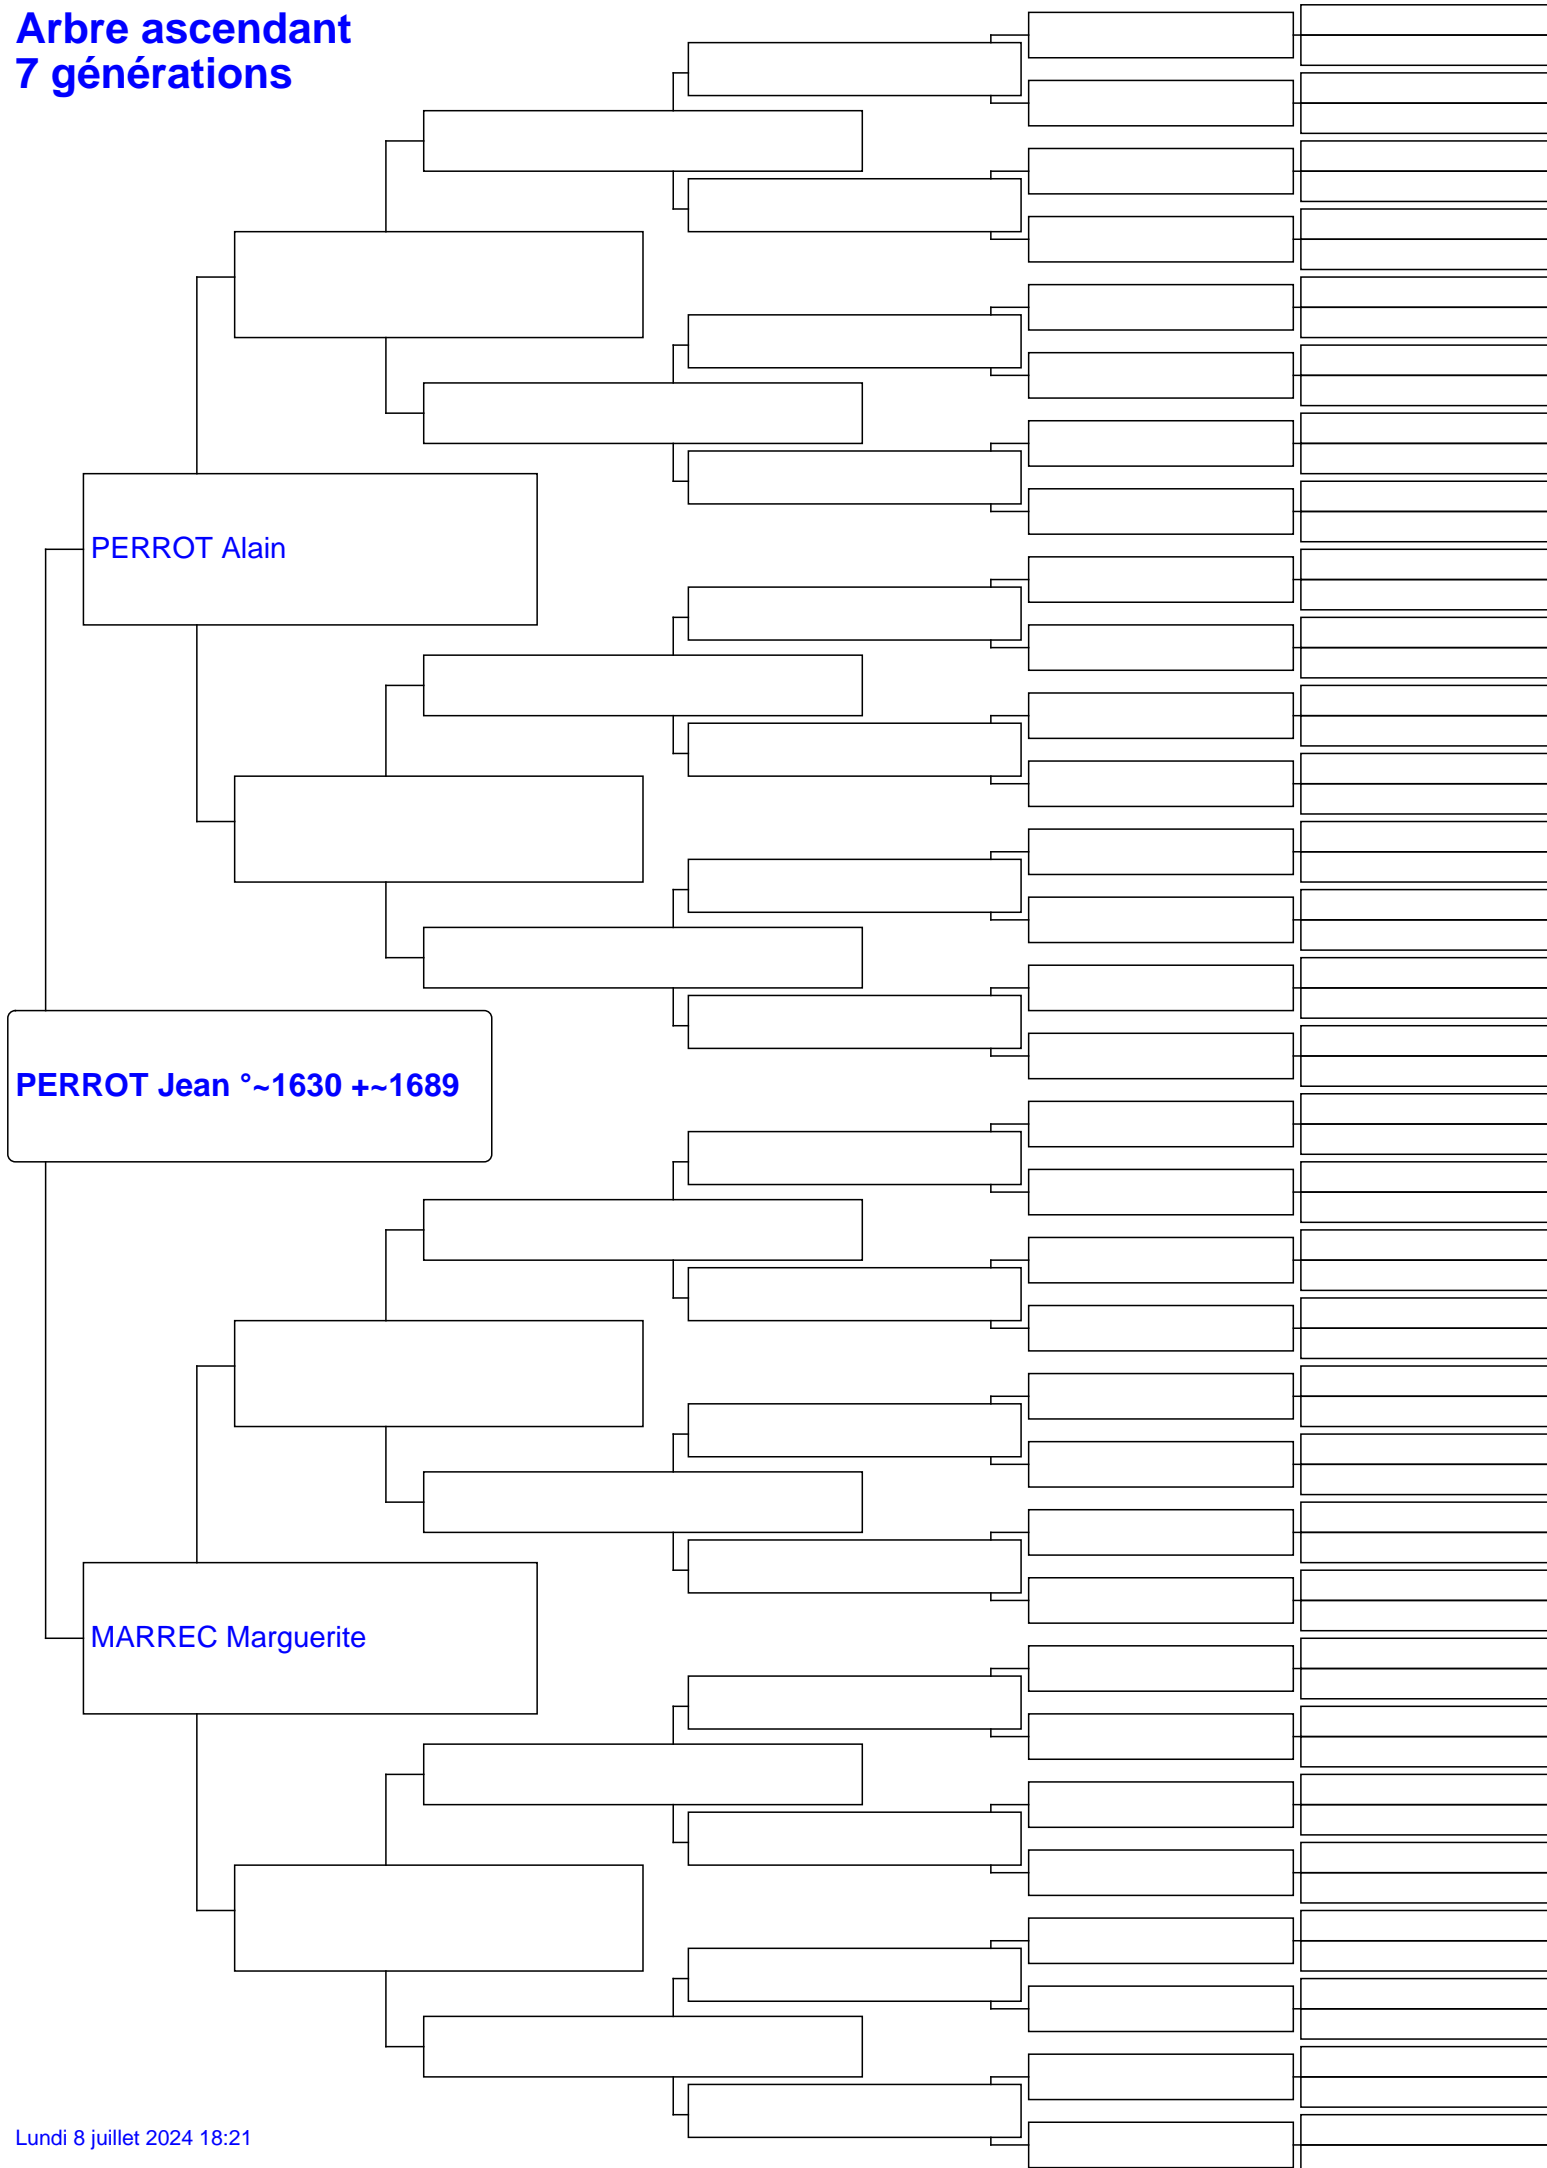 Arbre ascendant
7 générations
PERROT Alain
PERROT Jean °~1630 +~1689
MARREC Marguerite
Lundi 8 juillet 2024 18:21